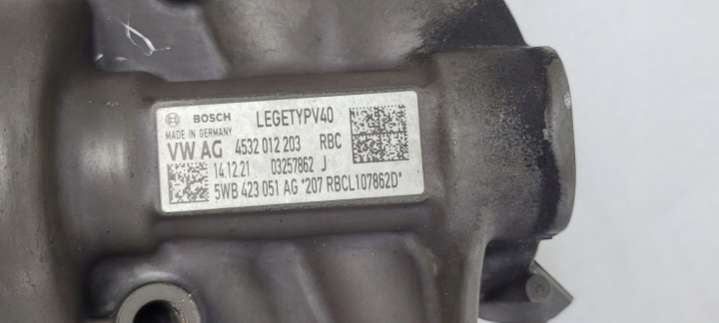 BOSCH LEGETYPV40
MADE IN GERMANY
VW AG 4532 012 203 RBC
14.12.21 03257862 J
5WB 423 051 AG *207 RBCL107862D*